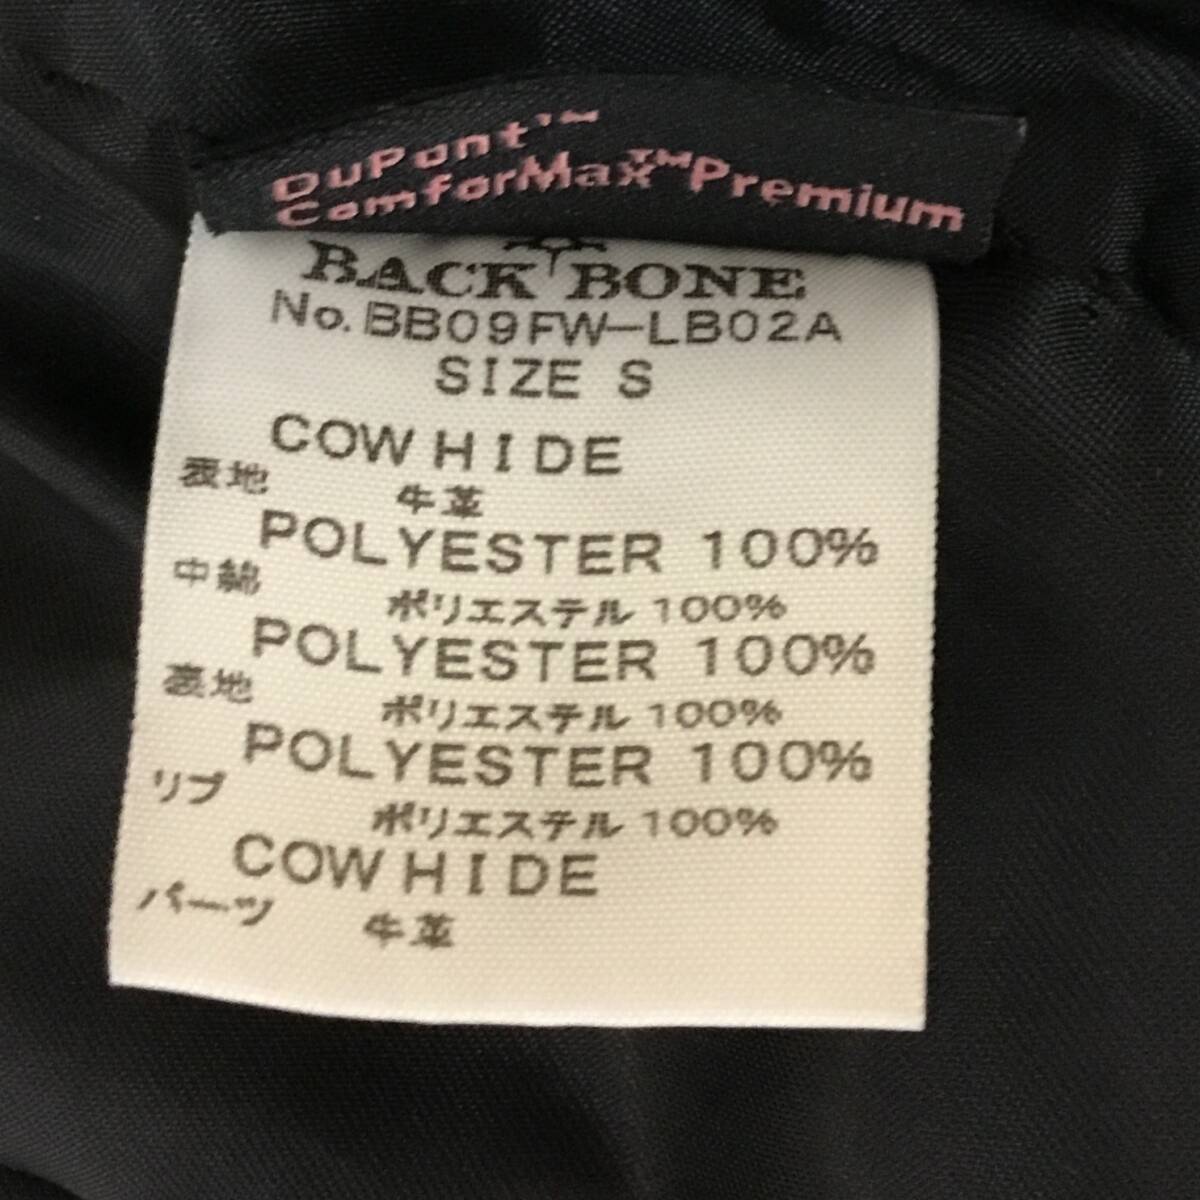 DuPont™
ComforMax™Premium
BACK BONE
No.BB09FW-LB02A
SIZE S
COW HIDE
表地 牛革
POLYESTER 100%
中綿 ポリエステル 100%
POLYESTER 100%
裏地 ポリエステル 100%
POLYESTER 100%
リブ ポリエステル 100%
COW HIDE
パーツ 牛革